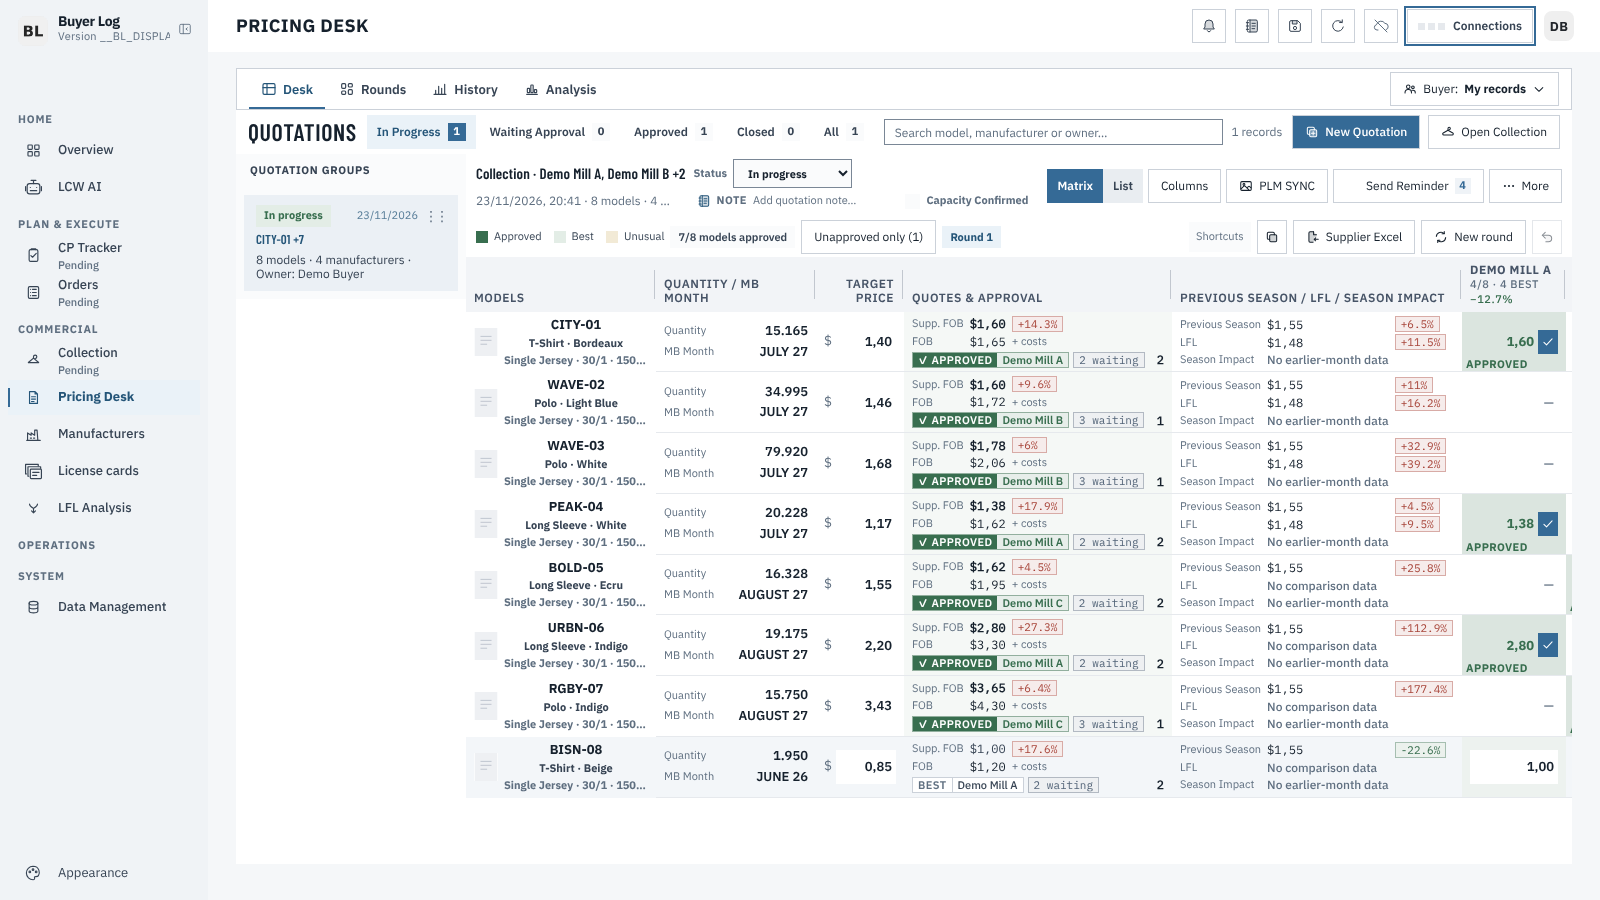 BL
Buyer Log
Version __BL_DISPLA
HOME
Overview
LCW AI
PLAN & EXECUTE
CP Tracker
Pending
Orders
Pending
COMMERCIAL
Collection
Pending
Pricing Desk
Manufacturers
License cards
LFL Analysis
OPERATIONS
SYSTEM
Data Management
Appearance
PRICING DESK
Connections
DB
Desk
Rounds
History
Analysis
Buyer: My records
QUOTATIONS
In Progress 1
Waiting Approval 0
Approved 1
Closed 0
All 1
Search model, manufacturer or owner...
1 records
New Quotation
Open Collection
QUOTATION GROUPS
In progress
23/11/2026
CITY-01 +7
8 models · 4 manufacturers ·
Owner: Demo Buyer
Collection · Demo Mill A, Demo Mill B +2
Status
In progress
23/11/2026, 20:41 · 8 models · 4 ...
NOTE
Add quotation note...
Capacity Confirmed
Matrix
List
Columns
PLM SYNC
Send Reminder 4
··· More
Approved
Best
Unusual
7/8 models approved
Unapproved only (1)
Round 1
Shortcuts
Supplier Excel
New round
MODELS
QUANTITY / MB MONTH
TARGET PRICE
QUOTES & APPROVAL
PREVIOUS SEASON / LFL / SEASON IMPACT
DEMO MILL A
4/8 · 4 BEST
−12.7%
CITY-01
T-Shirt · Bordeaux
Single Jersey · 30/1 · 150...
Quantity 15.165
MB Month JULY 27
$ 1,40
Supp. FOB $1,60 +14.3%
FOB $1,65 + costs
✓ APPROVED Demo Mill A 2 waiting 2
Previous Season $1,55 +6.5%
LFL $1,48 +11.5%
Season Impact No earlier-month data
1,60
APPROVED
WAVE-02
Polo · Light Blue
Single Jersey · 30/1 · 150...
Quantity 34.995
MB Month JULY 27
$ 1,46
Supp. FOB $1,60 +9.6%
FOB $1,72 + costs
✓ APPROVED Demo Mill B 3 waiting 1
Previous Season $1,55 +11%
LFL $1,48 +16.2%
Season Impact No earlier-month data
—
WAVE-03
Polo · White
Single Jersey · 30/1 · 150...
Quantity 79.920
MB Month JULY 27
$ 1,68
Supp. FOB $1,78 +6%
FOB $2,06 + costs
✓ APPROVED Demo Mill B 3 waiting 1
Previous Season $1,55 +32.9%
LFL $1,48 +39.2%
Season Impact No earlier-month data
—
PEAK-04
Long Sleeve · White
Single Jersey · 30/1 · 150...
Quantity 20.228
MB Month JULY 27
$ 1,17
Supp. FOB $1,38 +17.9%
FOB $1,62 + costs
✓ APPROVED Demo Mill A 2 waiting 2
Previous Season $1,55 +4.5%
LFL $1,48 +9.5%
Season Impact No earlier-month data
1,38
APPROVED
BOLD-05
Long Sleeve · Ecru
Single Jersey · 30/1 · 150...
Quantity 16.328
MB Month AUGUST 27
$ 1,55
Supp. FOB $1,62 +4.5%
FOB $1,95 + costs
✓ APPROVED Demo Mill C 2 waiting 2
Previous Season $1,55 +25.8%
LFL No comparison data
Season Impact No earlier-month data
—
URBN-06
Long Sleeve · Indigo
Single Jersey · 30/1 · 150...
Quantity 19.175
MB Month AUGUST 27
$ 2,20
Supp. FOB $2,80 +27.3%
FOB $3,30 + costs
✓ APPROVED Demo Mill A 2 waiting 2
Previous Season $1,55 +112.9%
LFL No comparison data
Season Impact No earlier-month data
2,80
APPROVED
RGBY-07
Polo · Indigo
Single Jersey · 30/1 · 150...
Quantity 15.750
MB Month AUGUST 27
$ 3,43
Supp. FOB $3,65 +6.4%
FOB $4,30 + costs
✓ APPROVED Demo Mill C 3 waiting 1
Previous Season $1,55 +177.4%
LFL No comparison data
Season Impact No earlier-month data
—
BISN-08
T-Shirt · Beige
Single Jersey · 30/1 · 150...
Quantity 1.950
MB Month JUNE 26
$ 0,85
Supp. FOB $1,00 +17.6%
FOB $1,20 + costs
BEST Demo Mill A 2 waiting 2
Previous Season $1,55 -22.6%
LFL No comparison data
Season Impact No earlier-month data
1,00